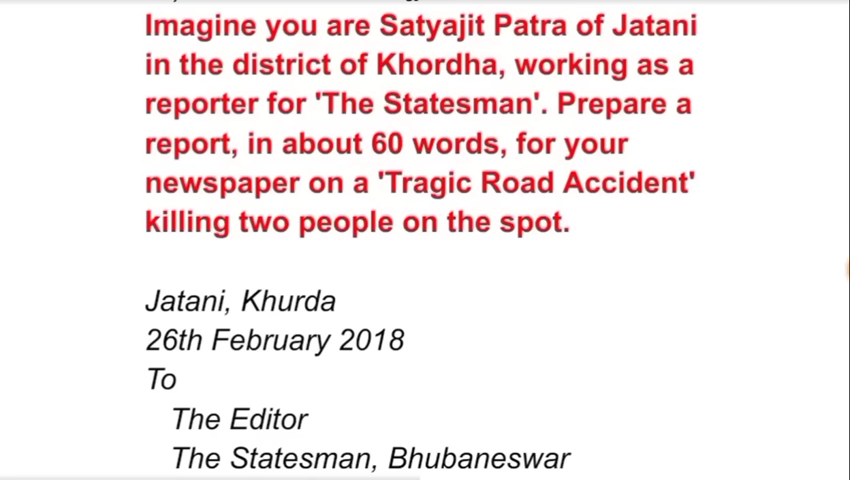 Imagine you are Satyajit Patra of Jatani
in the district of Khordha, working as a
reporter for 'The Statesman'. Prepare a
report, in about 60 words, for your
newspaper on a 'Tragic Road Accident'
killing two people on the spot.
Jatani, Khurda
26th February 2018
To
The Editor
The Statesman, Bhubaneswar